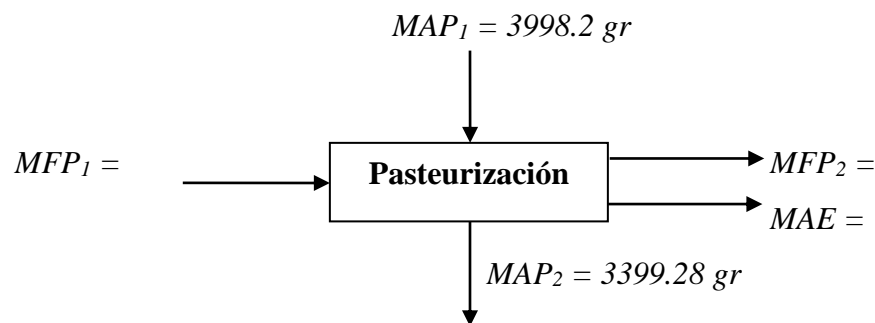 MAP₁ = 3998.2 gr
MFP₁ =
Pasteurización
MFP₂ =
MAE =
MAP₂ = 3399.28 gr